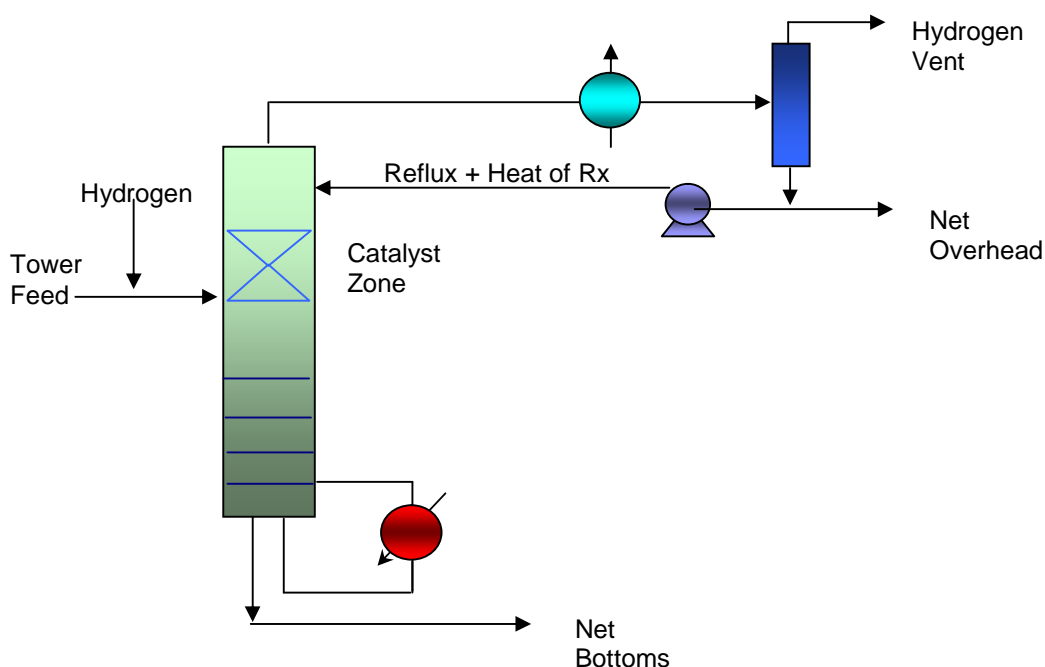 Hydrogen
Vent
Hydrogen
Reflux + Heat of Rx
Tower
Feed
Catalyst
Zone
Net
Overhead
Net
Bottoms